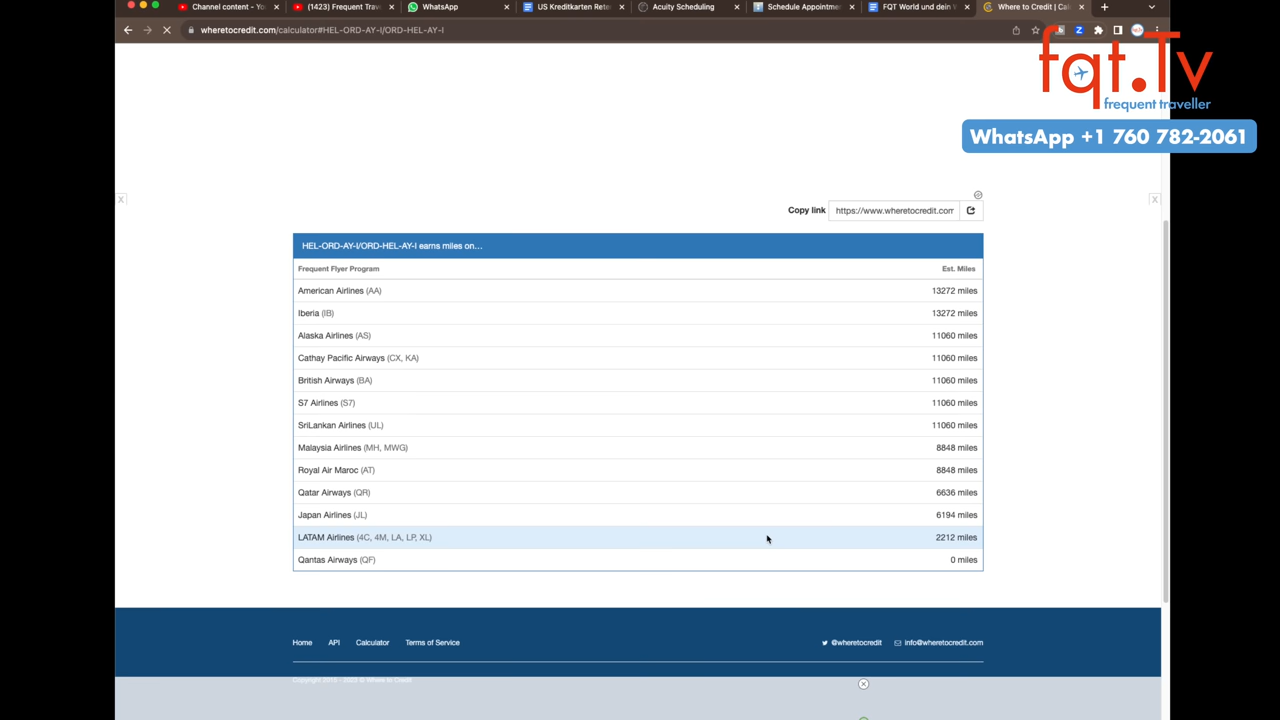 Channel content - Yo
(1423) Frequent Trave
WhatsApp
US Kreditkarten Rete
Acuity Scheduling
Schedule Appointmen
FQT World und dein W
Where to Credit | Calc
wheretocredit.com/calculator#HEL-ORD-AY-I/ORD-HEL-AY-I
fqt.Tv
frequent traveller
WhatsApp +1 760 782-2061
X
X
Copy link https://www.wheretocredit.com
HEL-ORD-AY-I/ORD-HEL-AY-I earns miles on...
Frequent Flyer Program Est. Miles
American Airlines (AA) 13272 miles
Iberia (IB) 13272 miles
Alaska Airlines (AS) 11060 miles
Cathay Pacific Airways (CX, KA) 11060 miles
British Airways (BA) 11060 miles
S7 Airlines (S7) 11060 miles
SriLankan Airlines (UL) 11060 miles
Malaysia Airlines (MH, MWG) 8848 miles
Royal Air Maroc (AT) 8848 miles
Qatar Airways (QR) 6636 miles
Japan Airlines (JL) 6194 miles
LATAM Airlines (4C, 4M, LA, LP, XL) 2212 miles
Qantas Airways (QF) 0 miles
Home API Calculator Terms of Service @wheretocredit info@wheretocredit.com